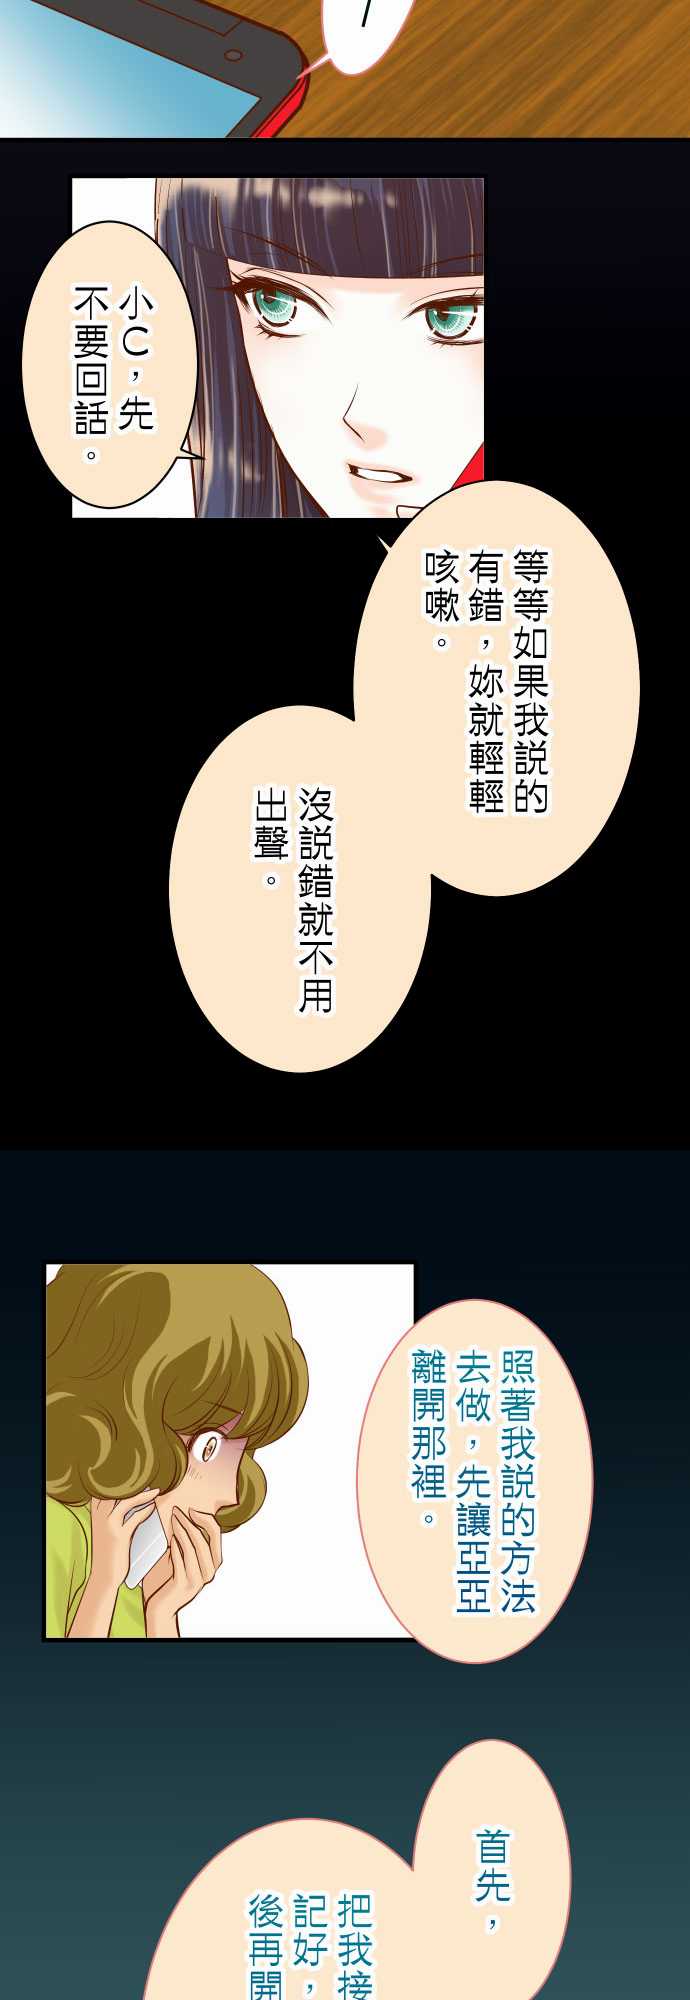 小C，先
不要回話。
等等如果我說的
有錯，妳就輕輕
咳嗽。
沒說錯就不用
出聲。
照著我說的方法
去做，先讓亞亞
離開那裡。
首先，
把我接
記好，
後再開